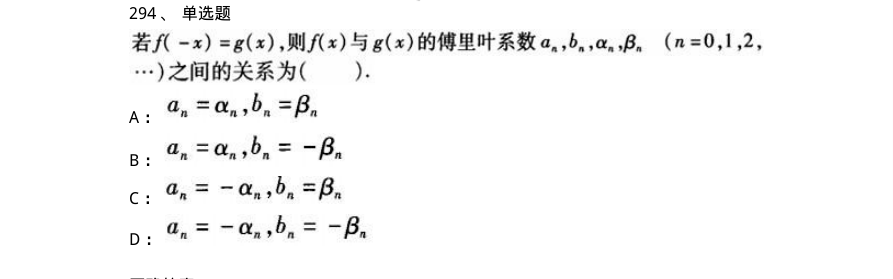 294 、 单选题
若f( -x) =g(x),则f(x)与g(x)的傅里叶系数aₙ,bₙ,αₙ,βₙ (n=0,1,2,
…)之间的关系为( ).
A： aₙ =αₙ,bₙ =βₙ
B： aₙ =αₙ,bₙ = -βₙ
C： aₙ = -αₙ,bₙ =βₙ
D： aₙ = -αₙ,bₙ = -βₙ